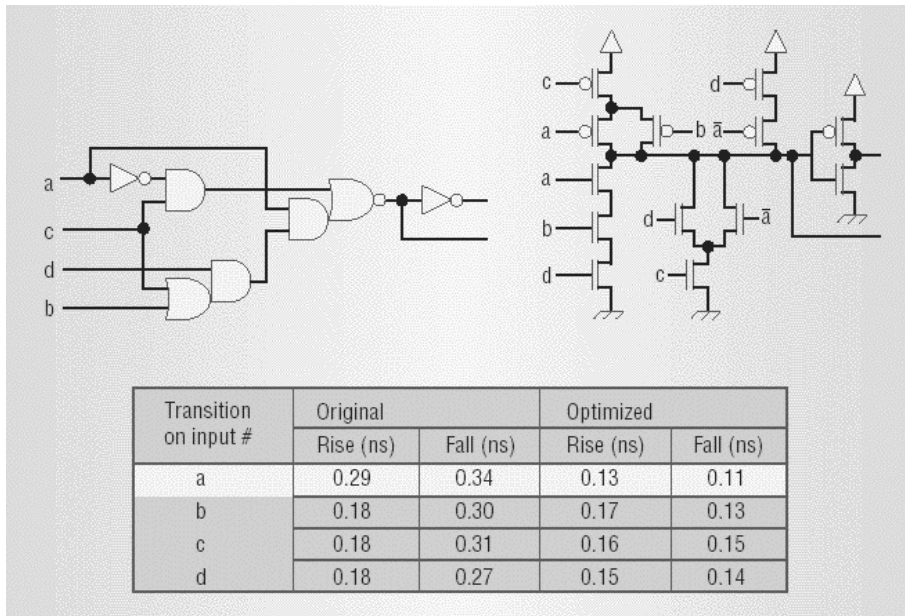 a
c
d
b
c
a
b
ā
d
a
b
d
d
ā
c
Transition on input # Original Optimized
Rise (ns) Fall (ns) Rise (ns) Fall (ns)
a 0.29 0.34 0.13 0.11
b 0.18 0.30 0.17 0.13
c 0.18 0.31 0.16 0.15
d 0.18 0.27 0.15 0.14